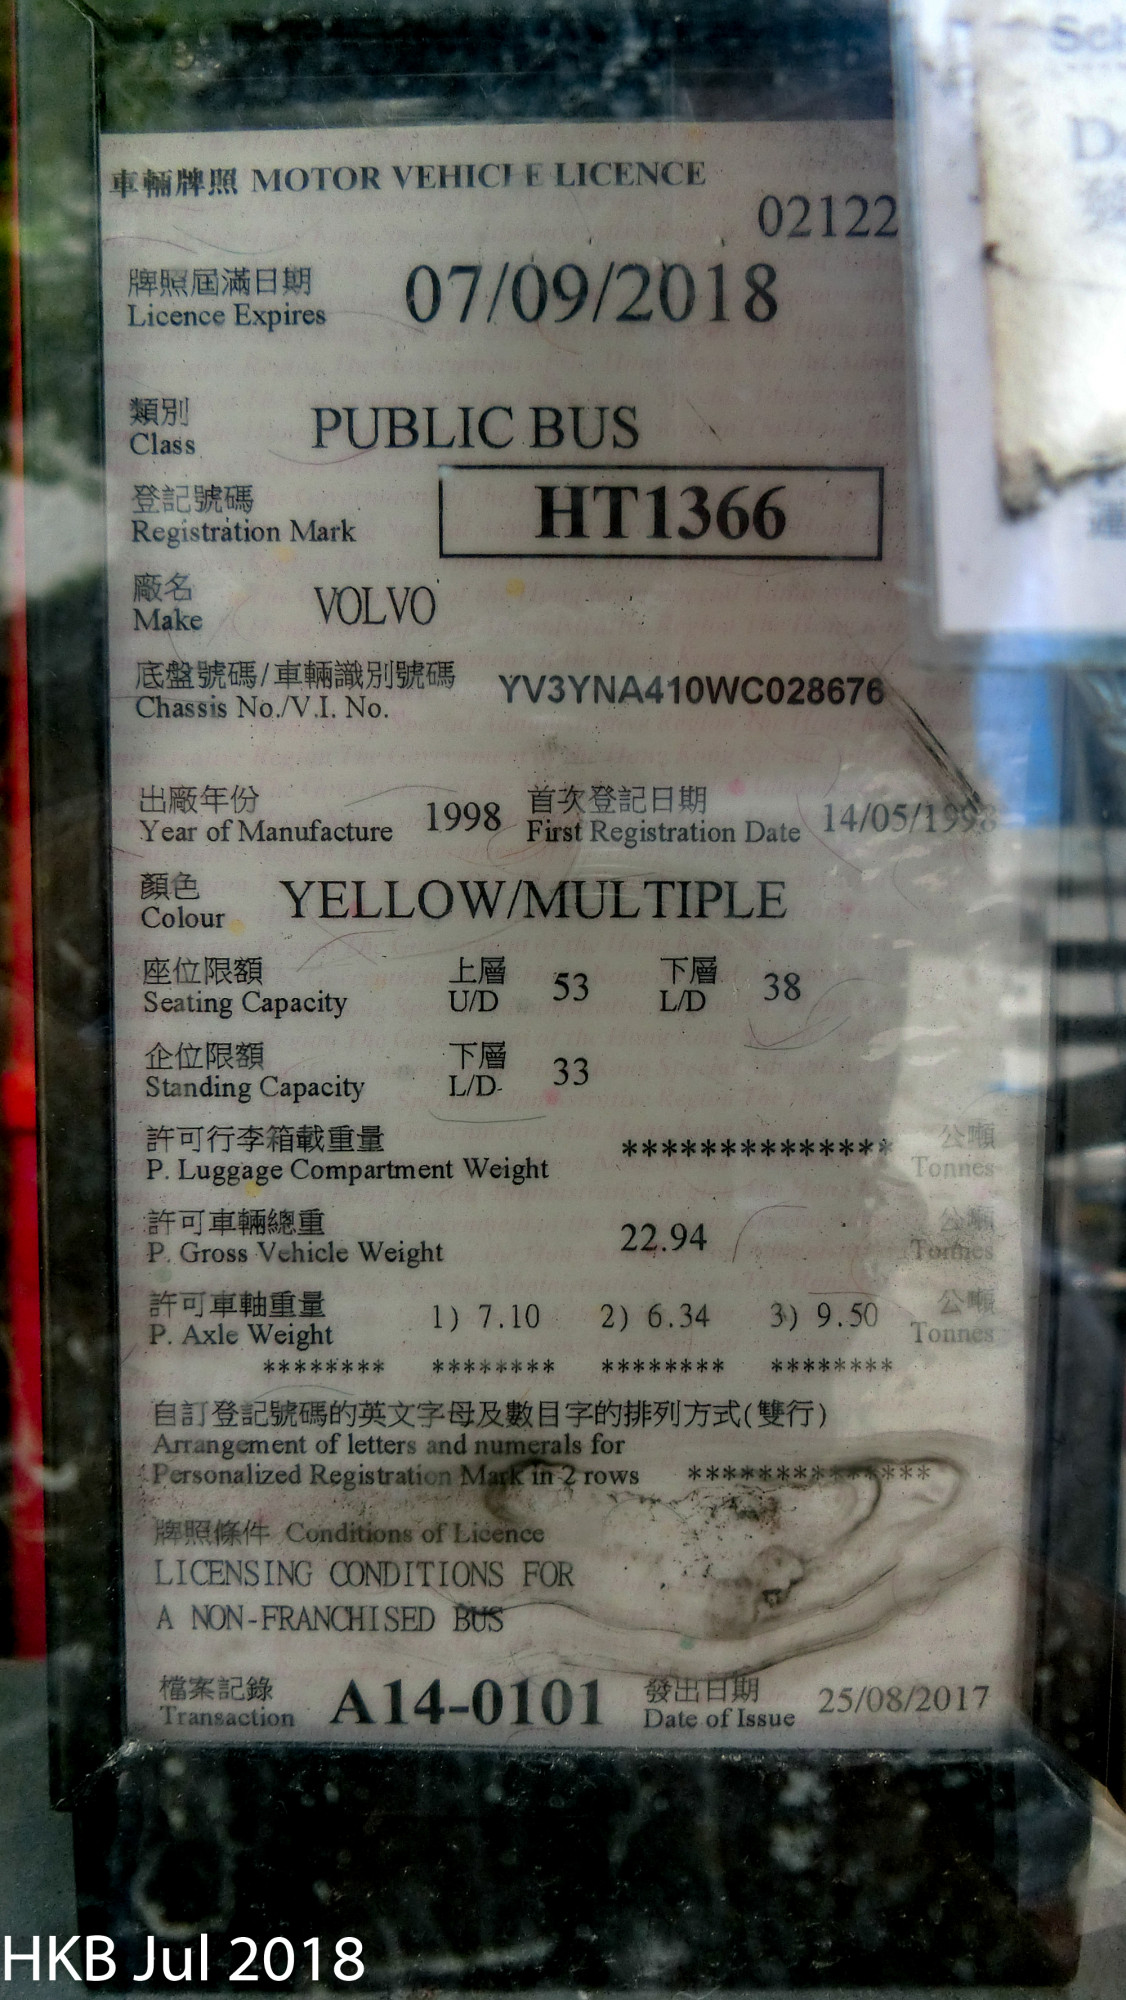 車輛牌照 MOTOR VEHICLE LICENCE
02122
牌照屆滿日期
Licence Expires 07/09/2018
類別
Class PUBLIC BUS
登記號碼
Registration Mark HT1366
廠名
Make VOLVO
底盤號碼/車輛識別號碼
Chassis No./V.I. No. YV3YNA410WC028676
出廠年份 首次登記日期
Year of Manufacture 1998 First Registration Date 14/05/1998
顏色
Colour YELLOW/MULTIPLE
座位限額 上層 下層
Seating Capacity U/D 53 L/D 38
企位限額 下層
Standing Capacity L/D 33
許可行李箱載重量 ************** 公噸
P. Luggage Compartment Weight Tonnes
許可車輛總重 公噸
P. Gross Vehicle Weight 22.94 Tonnes
許可車軸重量 公噸
P. Axle Weight 1) 7.10 2) 6.34 3) 9.50 Tonnes
******** ******** ******** ********
自訂登記號碼的英文字母及數目字的排列方式(雙行)
Arrangement of letters and numerals for
Personalized Registration Mark in 2 rows **************
牌照條件 Conditions of Licence
LICENSING CONDITIONS FOR
A NON-FRANCHISED BUS
檔案記錄 發出日期
Transaction A14-0101 Date of Issue 25/08/2017
HKB Jul 2018